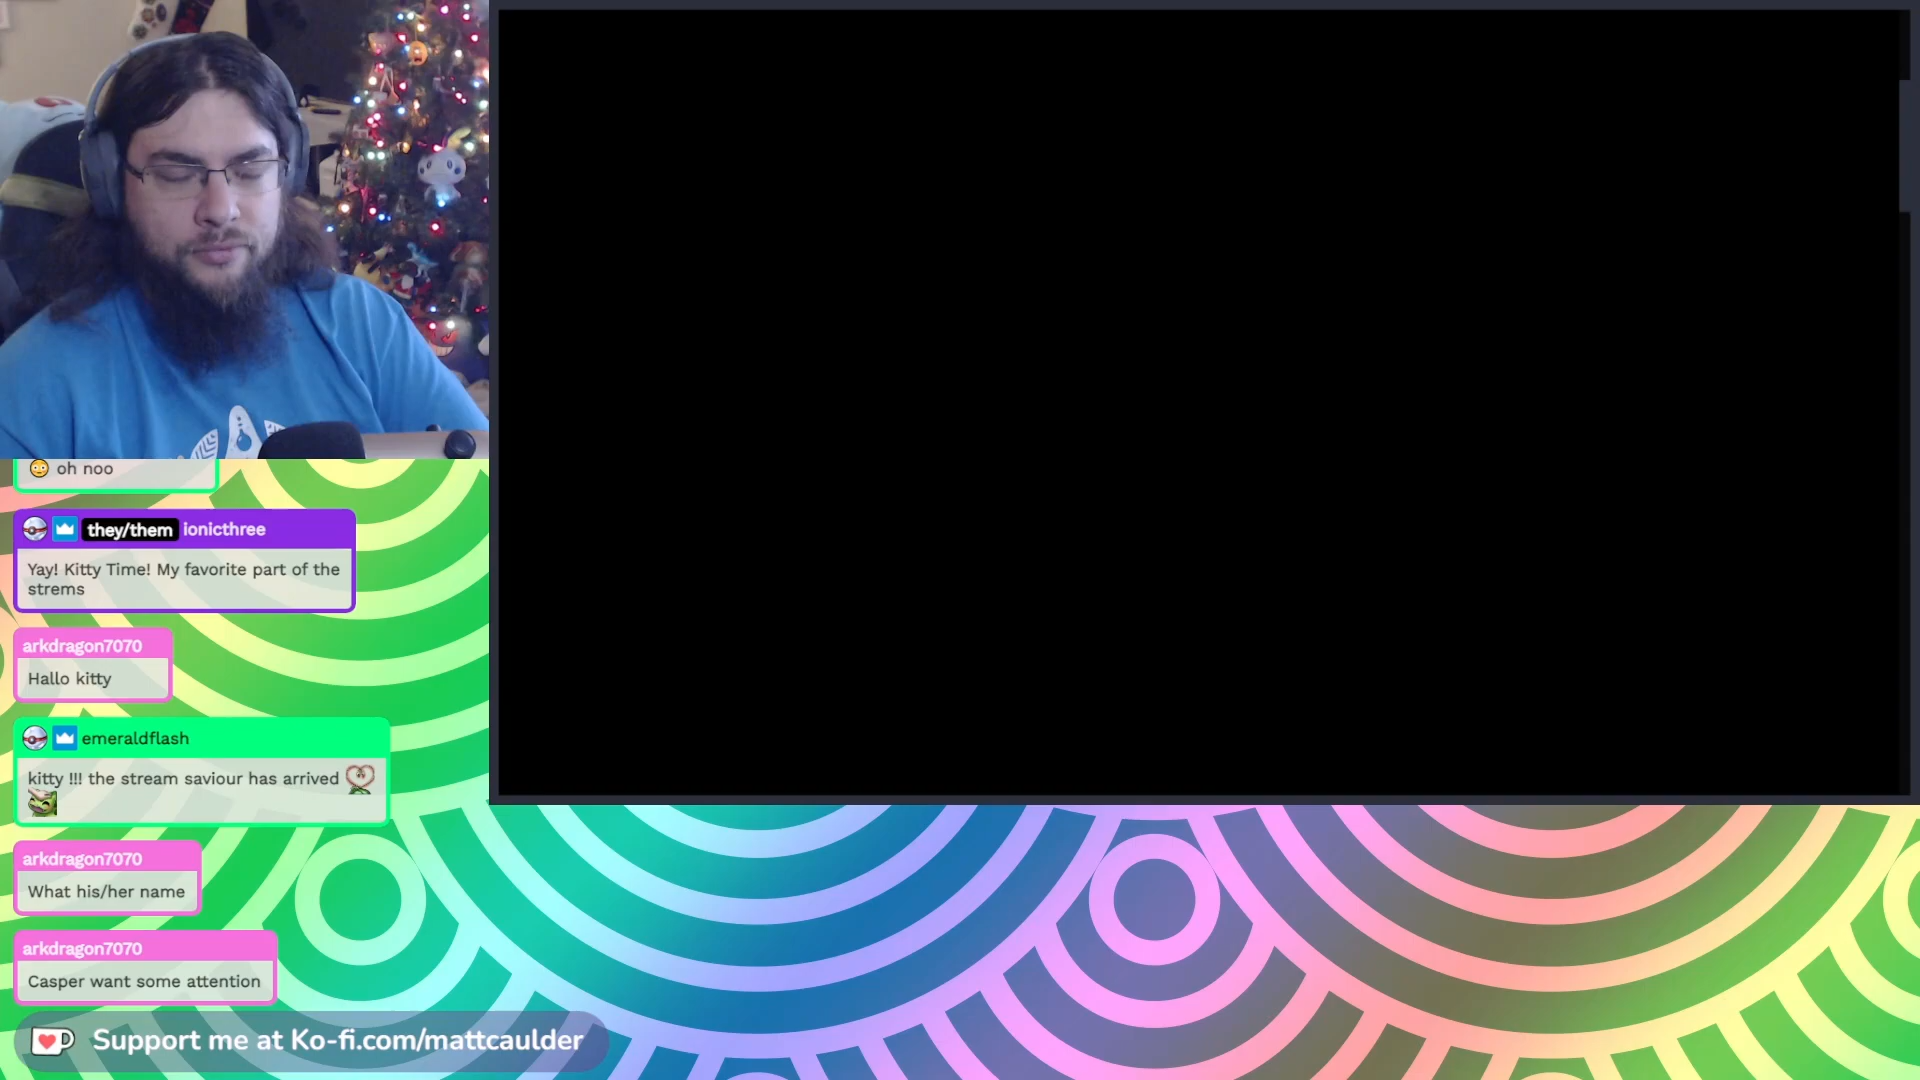 😳 oh noo
they/them ionicthree
Yay! Kitty Time! My favorite part of the
strems
arkdragon7070
Hallo kitty
emeraldflash
kitty !!! the stream saviour has arrived
arkdragon7070
What his/her name
arkdragon7070
Casper want some attention
Support me at Ko-fi.com/mattcaulder